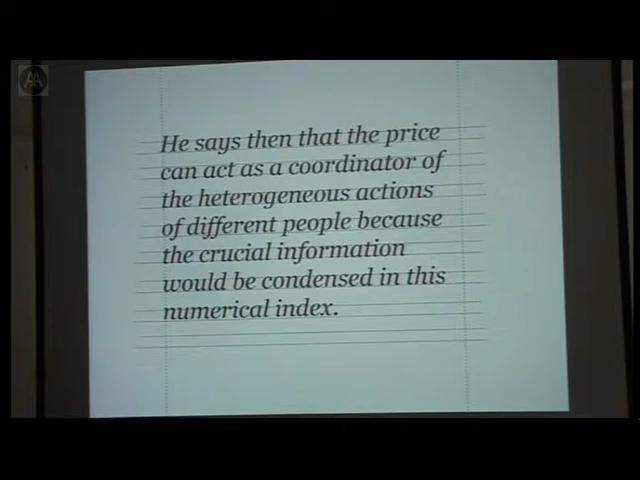 AA
He says then that the price
can act as a coordinator of
the heterogeneous actions
of different people because
the crucial information
would be condensed in this
numerical index.